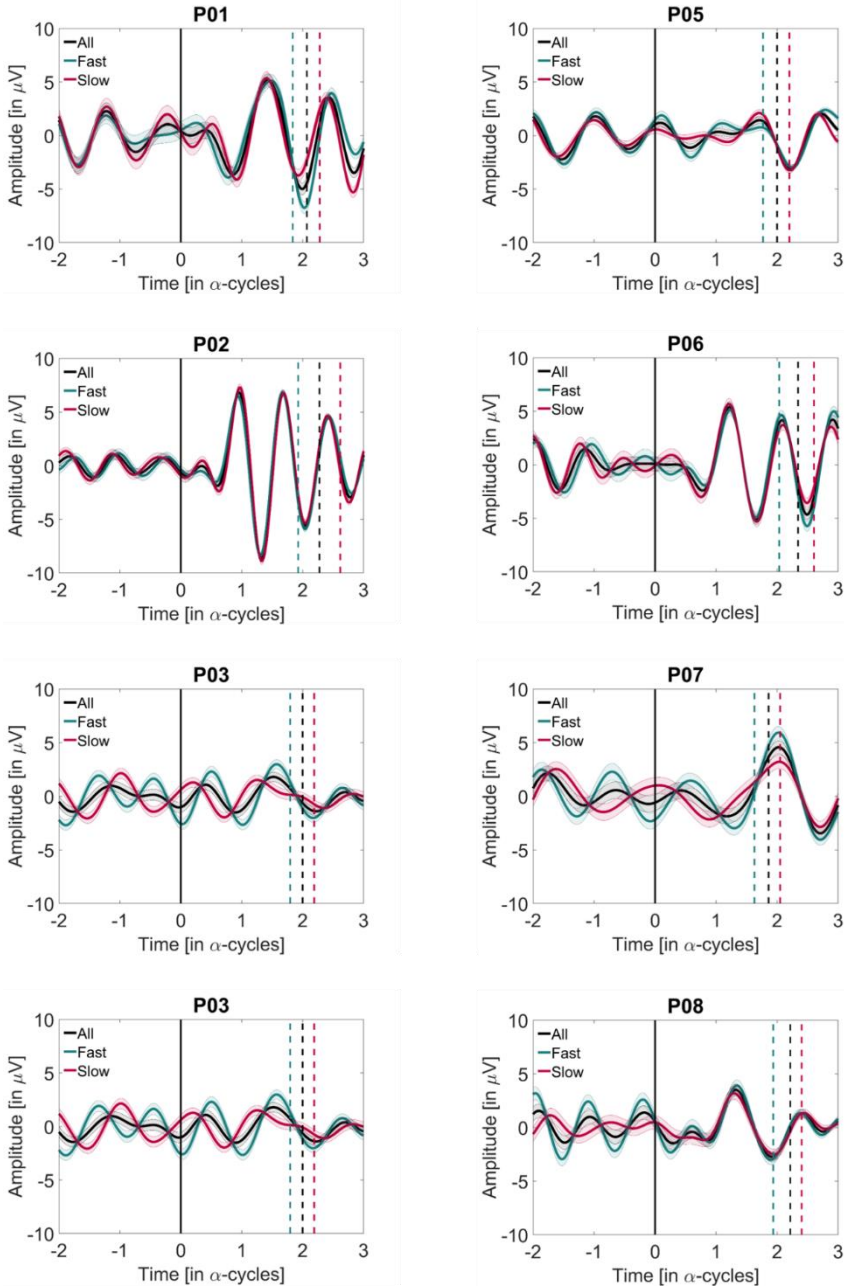 P01
10
5
0
-5
-10
All
Fast
Slow
Amplitude [in μV]
-2 -1 0 1 2 3
Time [in α-cycles]
P05
10
5
0
-5
-10
All
Fast
Slow
Amplitude [in μV]
-2 -1 0 1 2 3
Time [in α-cycles]
P02
10
5
0
-5
-10
All
Fast
Slow
Amplitude [in μV]
-2 -1 0 1 2 3
Time [in α-cycles]
P06
10
5
0
-5
-10
All
Fast
Slow
Amplitude [in μV]
-2 -1 0 1 2 3
Time [in α-cycles]
P03
10
5
0
-5
-10
All
Fast
Slow
Amplitude [in μV]
-2 -1 0 1 2 3
Time [in α-cycles]
P07
10
5
0
-5
-10
All
Fast
Slow
Amplitude [in μV]
-2 -1 0 1 2 3
Time [in α-cycles]
P03
10
5
0
-5
-10
All
Fast
Slow
Amplitude [in μV]
-2 -1 0 1 2 3
Time [in α-cycles]
P08
10
5
0
-5
-10
All
Fast
Slow
Amplitude [in μV]
-2 -1 0 1 2 3
Time [in α-cycles]